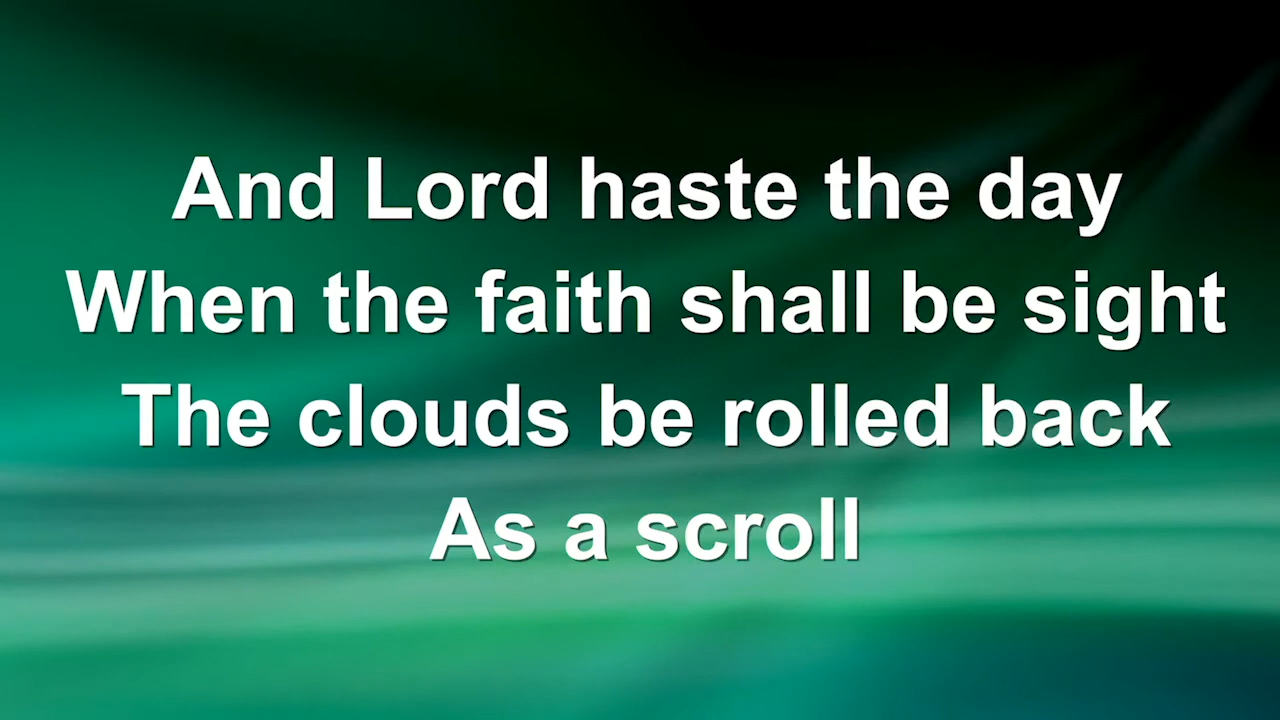 And Lord haste the day
When the faith shall be sight
The clouds be rolled back
As a scroll